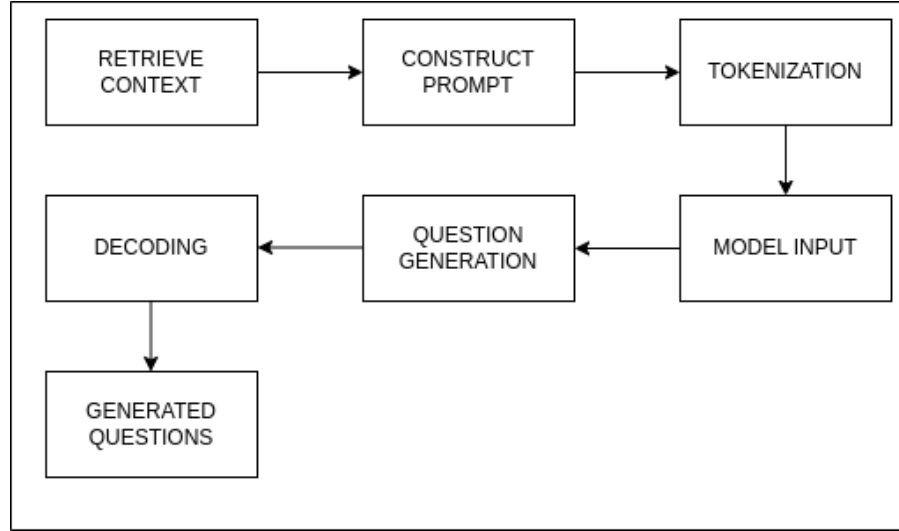 RETRIEVE
CONTEXT
CONSTRUCT
PROMPT
TOKENIZATION
MODEL INPUT
QUESTION
GENERATION
DECODING
GENERATED
QUESTIONS